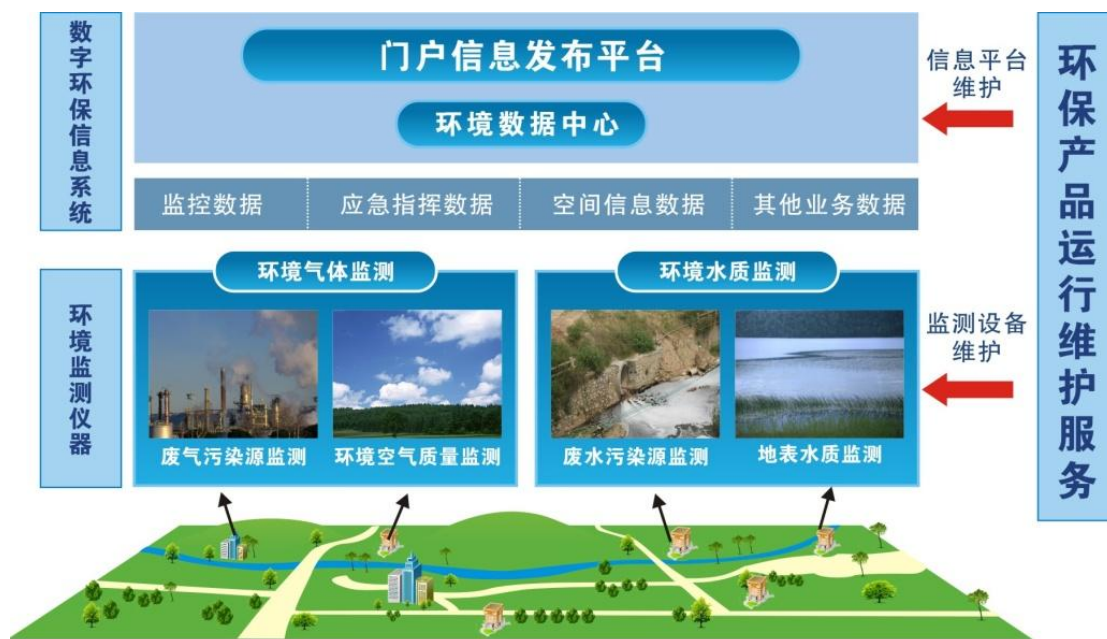 数字环保信息系统
门户信息发布平台
环境数据中心
监控数据
应急指挥数据
空间信息数据
其他业务数据
信息平台
维护
环保产品运行维护服务
环境监测仪器
环境气体监测
废气污染源监测
环境空气质量监测
环境水质监测
废水污染源监测
地表水质监测
监测设备
维护